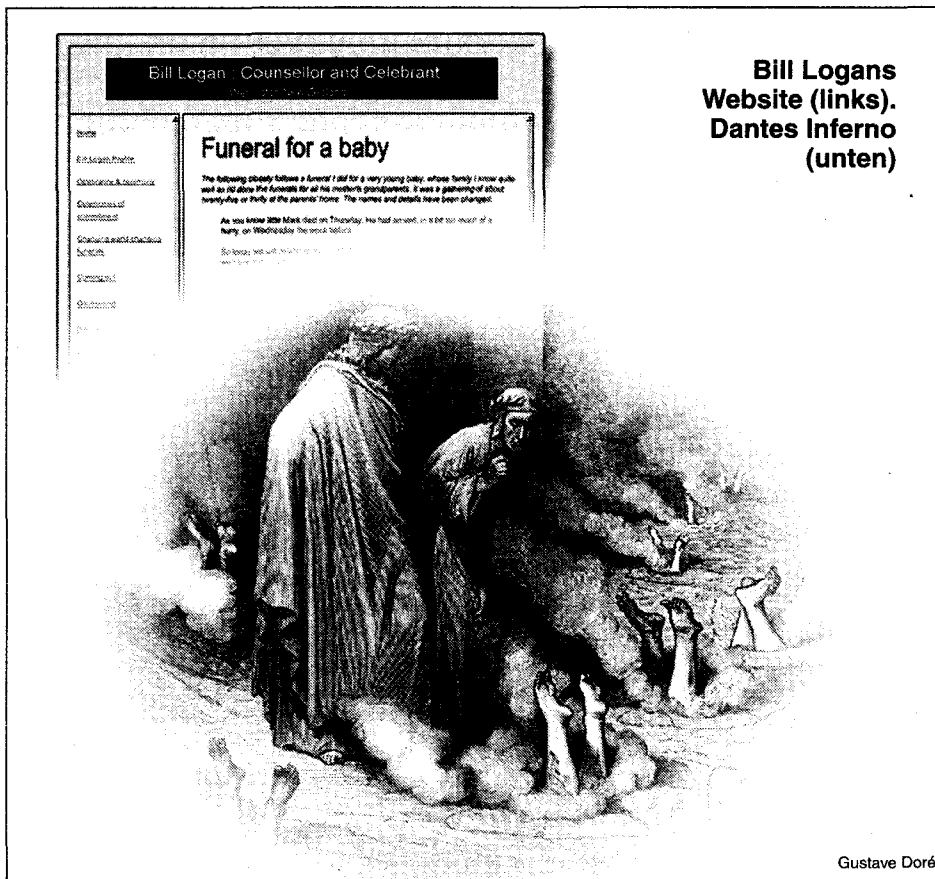 Bill Logan : Counsellor and Celebrant
Bill Logans
Website (links).
Dantes Inferno
(unten)
Home
Bill Logan Profile
Funeral for a baby
The following closely follows a funeral I did for a very young baby, whose family I knew quite
well as I'd done the funerals for all his mother's grandparents. It was a gathering of about
twenty-five or thirty at the parents' home. The names and details have been changed.
As you know little Mark died on Thursday. He had arrived, in a bit too much of a
hurry, on Wednesday the week before.
Gustave Doré